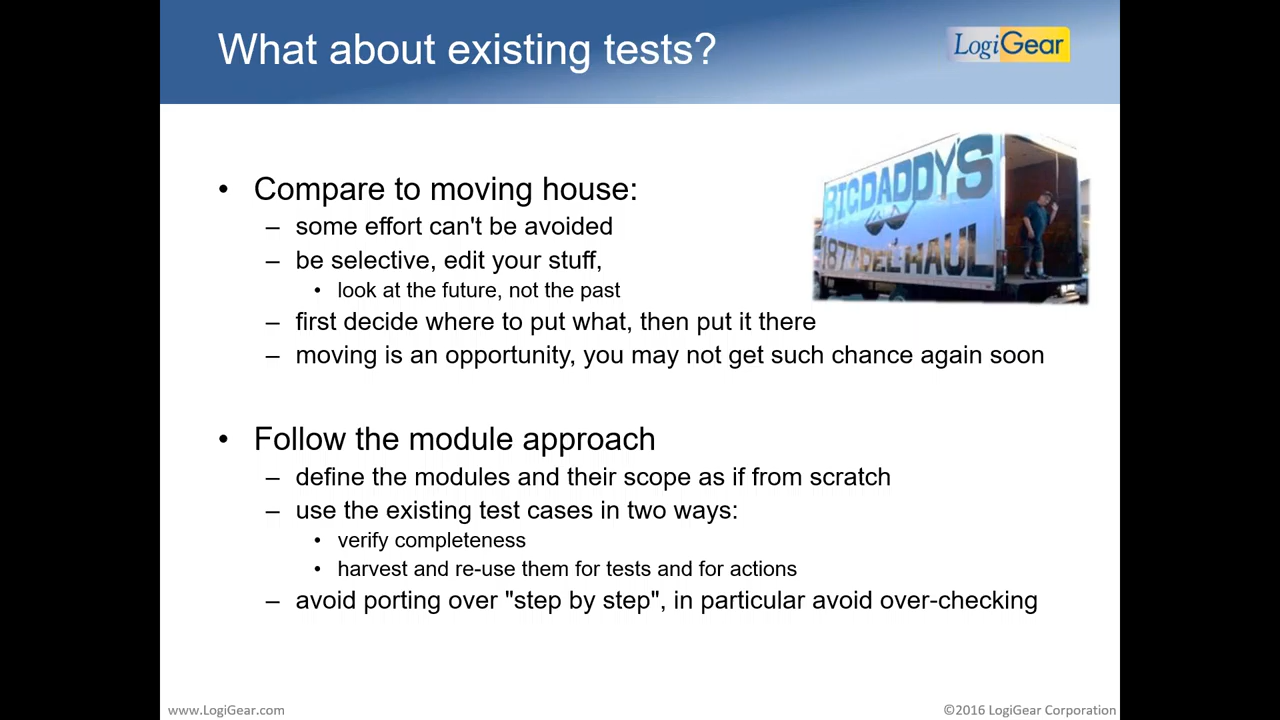 What about existing tests?
LogiGear
• Compare to moving house:
– some effort can't be avoided
– be selective, edit your stuff,
• look at the future, not the past
– first decide where to put what, then put it there
– moving is an opportunity, you may not get such chance again soon
BIGDADDY'S
1877-DEL HAUL
• Follow the module approach
– define the modules and their scope as if from scratch
– use the existing test cases in two ways:
• verify completeness
• harvest and re-use them for tests and for actions
– avoid porting over "step by step", in particular avoid over-checking
www.LogiGear.com
©2016 LogiGear Corporation